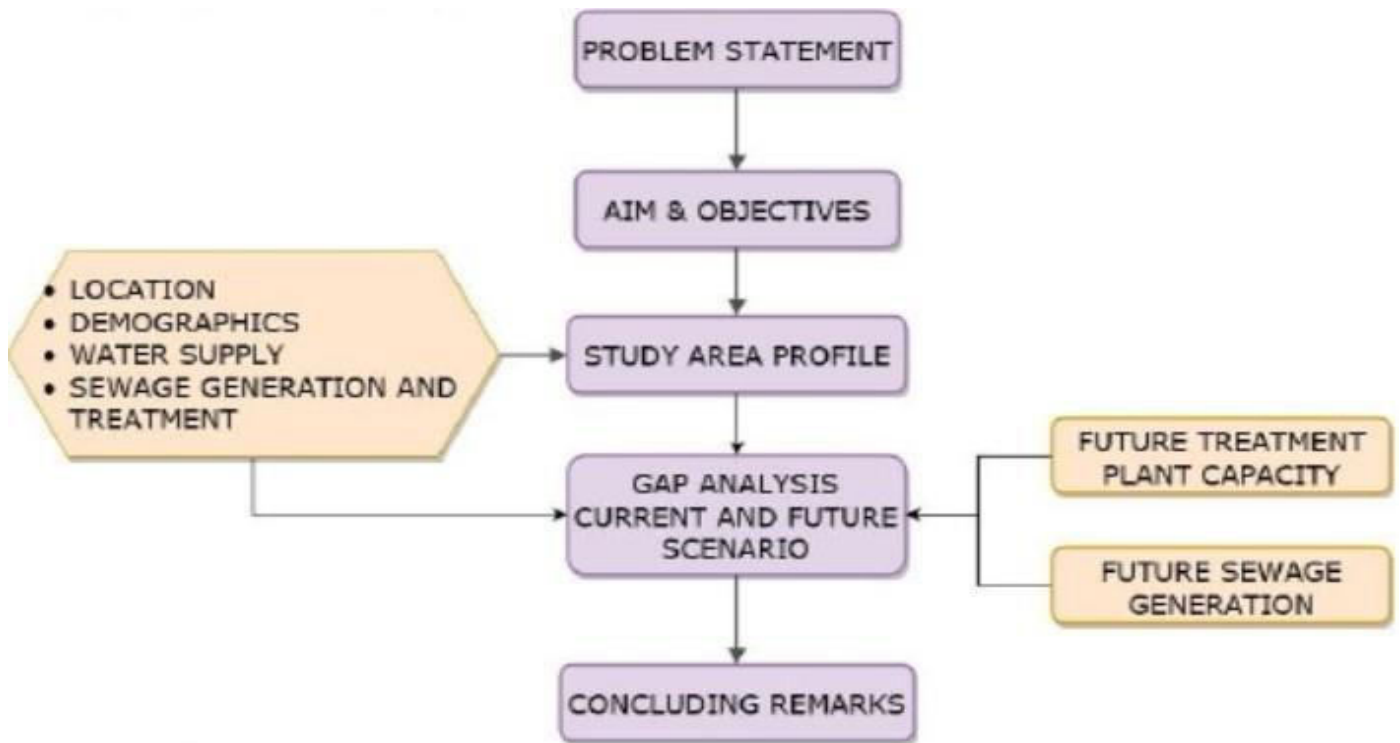 PROBLEM STATEMENT
AIM & OBJECTIVES
• LOCATION
• DEMOGRAPHICS
• WATER SUPPLY
• SEWAGE GENERATION AND
TREATMENT
STUDY AREA PROFILE
GAP ANALYSIS
CURRENT AND FUTURE
SCENARIO
FUTURE TREATMENT
PLANT CAPACITY
FUTURE SEWAGE
GENERATION
CONCLUDING REMARKS